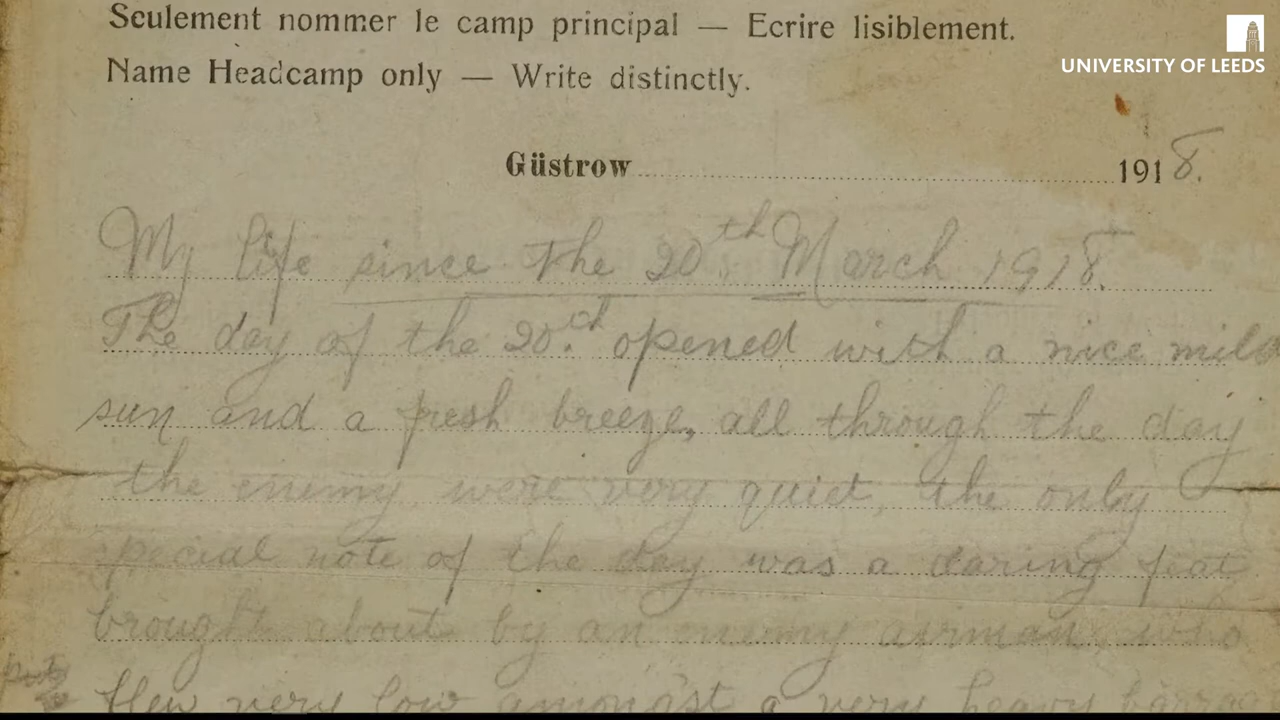 Seulement nommer le camp principal — Ecrire lisiblement.
UNIVERSITY OF LEEDS
Name Headcamp only — Write distinctly.
Güstrow 1918.
My life since the 20th March 1918.
The day of the 20th opened with a nice mild
sun and a fresh breeze, all through the day
the enemy were very quiet, the only
special note of the day was a daring feat
brought about by an enemy airman, who
flew very low amongst a very heavy barrage